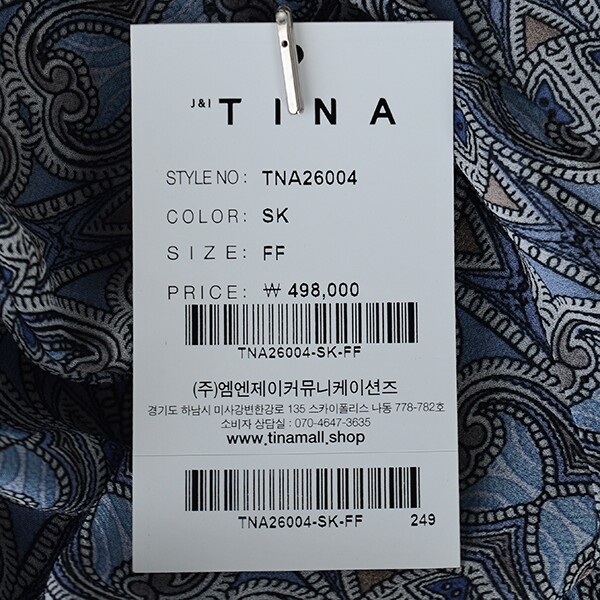 J&I TINA
STYLE NO: TNA26004
COLOR: SK
SIZE: FF
PRICE: ₩ 498,000
TNA26004-SK-FF
(주)엠엔제이커뮤니케이션즈
경기도 하남시 미사강변한강로 135 스카이폴리스 나동 778-782호
소비자 상담실 : 070-4647-3635
www.tinamall.shop
TNA26004-SK-FF 249